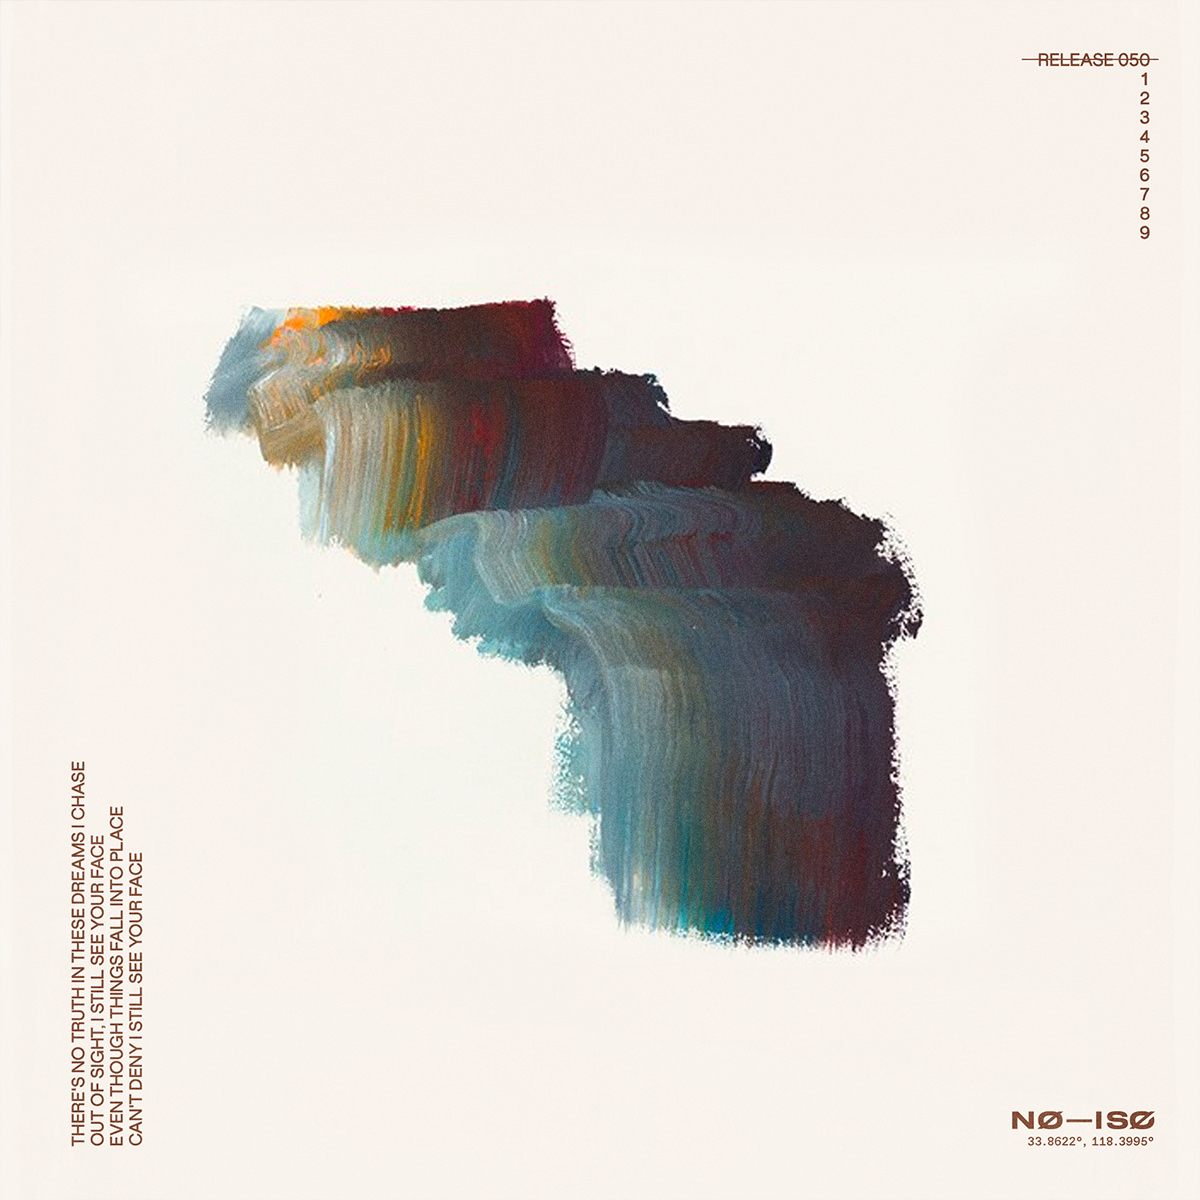 RELEASE 050
1
2
3
4
5
6
7
8
9
THERE'S NO TRUTH IN THESE DREAMS I CHASE
OUT OF SIGHT, I STILL SEE YOUR FACE
EVEN THOUGH THINGS FALL INTO PLACE
CAN'T DENY I STILL SEE YOUR FACE
NØ—ISØ
33.8622°, 118.3995°